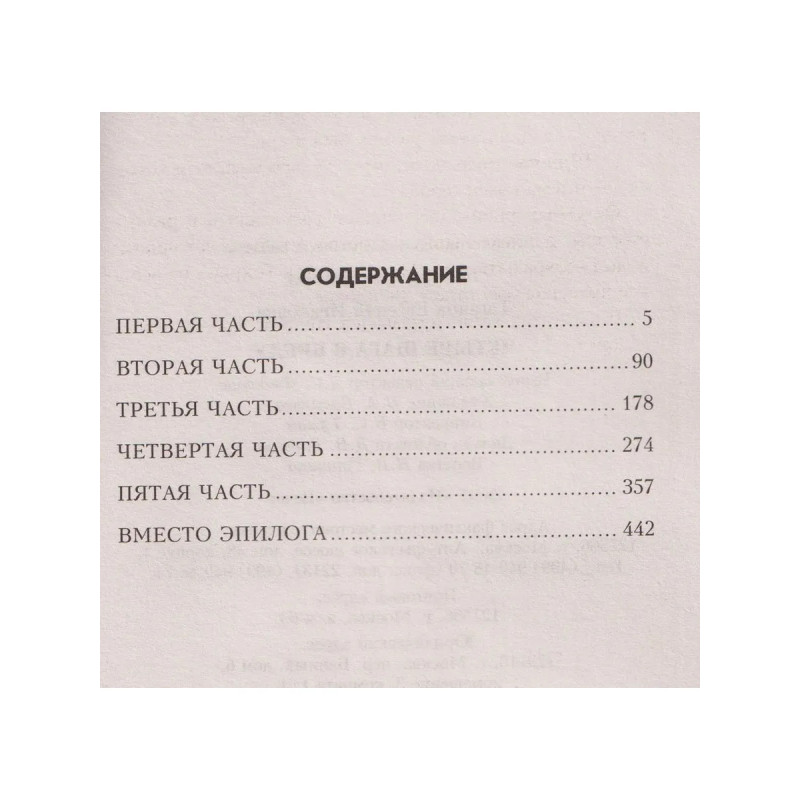 СОДЕРЖАНИЕ
ПЕРВАЯ ЧАСТЬ........................................................ 5
ВТОРАЯ ЧАСТЬ........................................................ 90
ТРЕТЬЯ ЧАСТЬ........................................................ 178
ЧЕТВЕРТАЯ ЧАСТЬ ................................................ 274
ПЯТАЯ ЧАСТЬ........................................................ 357
ВМЕСТО ЭПИЛОГА................................................ 442